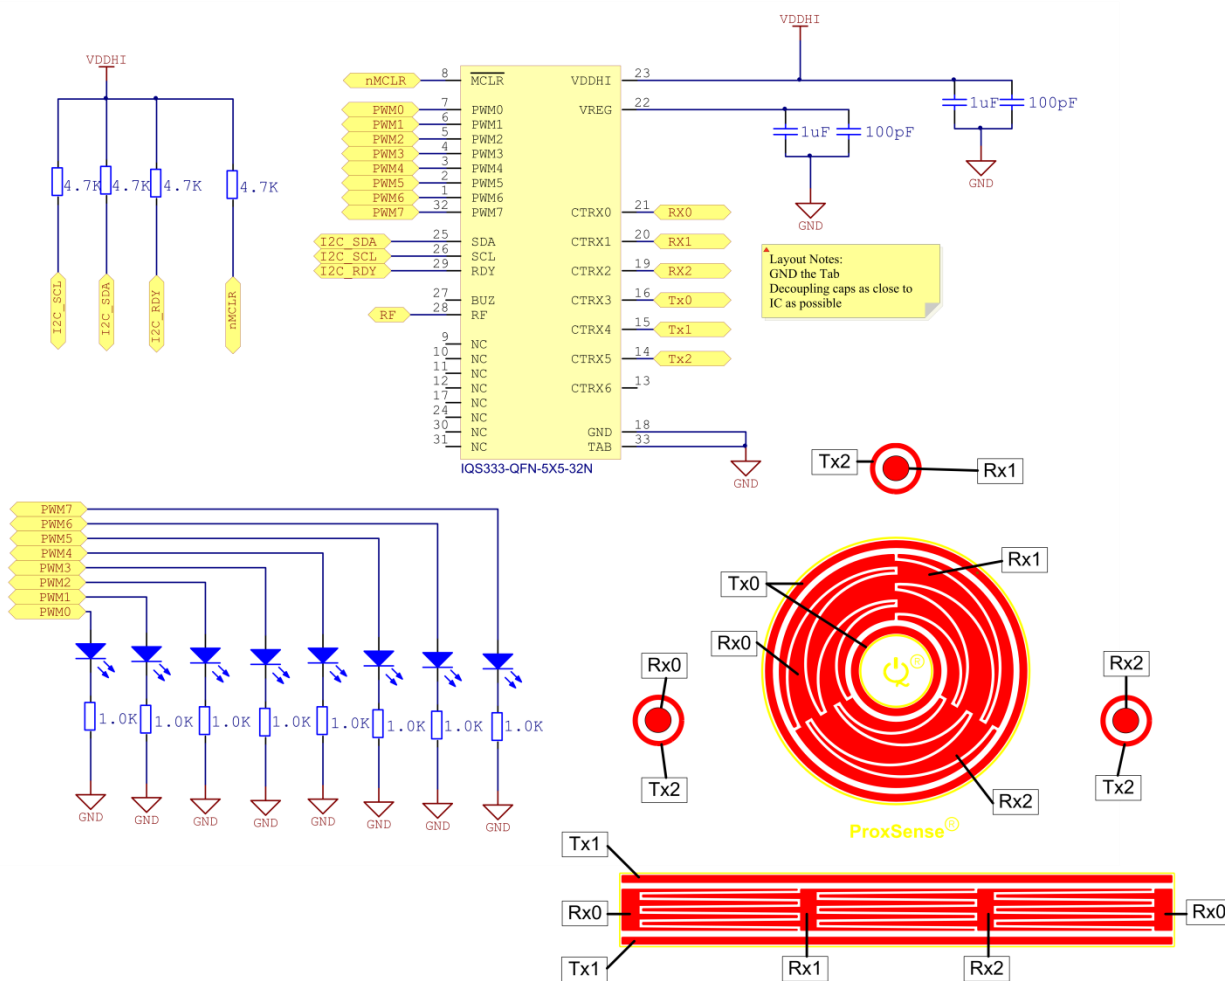 VDDHI
4.7K 4.7K 4.7K 4.7K
I2C_SCL
I2C_SDA
I2C_RDY
nMCLR
nMCLR 8 MCLR
PWM0 7 PWM0
PWM1 6 PWM1
PWM2 5 PWM2
PWM3 4 PWM3
PWM4 3 PWM4
PWM5 2 PWM5
PWM6 1 PWM6
PWM7 32 PWM7
I2C_SDA 25 SDA
I2C_SCL 26 SCL
I2C_RDY 29 RDY
27 BUZ
RF 28 RF
9 NC
10 NC
11 NC
12 NC
17 NC
24 NC
30 NC
31 NC
VDDHI 23
VREG 22
CTRX0 21 RX0
CTRX1 20 RX1
CTRX2 19 RX2
CTRX3 16 Tx0
CTRX4 15 Tx1
CTRX5 14 Tx2
CTRX6 13
GND 18
TAB 33
GND
IQS333-QFN-5X5-32N
VDDHI
1uF 100pF
GND
1uF 100pF
GND
Layout Notes:
GND the Tab
Decoupling caps as close to
IC as possible
PWM7
PWM6
PWM5
PWM4
PWM3
PWM2
PWM1
PWM0
1.0K 1.0K 1.0K 1.0K 1.0K 1.0K 1.0K 1.0K
GND GND GND GND GND GND GND GND
Tx2 Rx1
Tx0 Rx1
Rx0
Rx2
Rx0
Tx2
Rx2
Tx2
®
ProxSense®
Tx1
Rx0 Rx0
Tx1 Rx1 Rx2